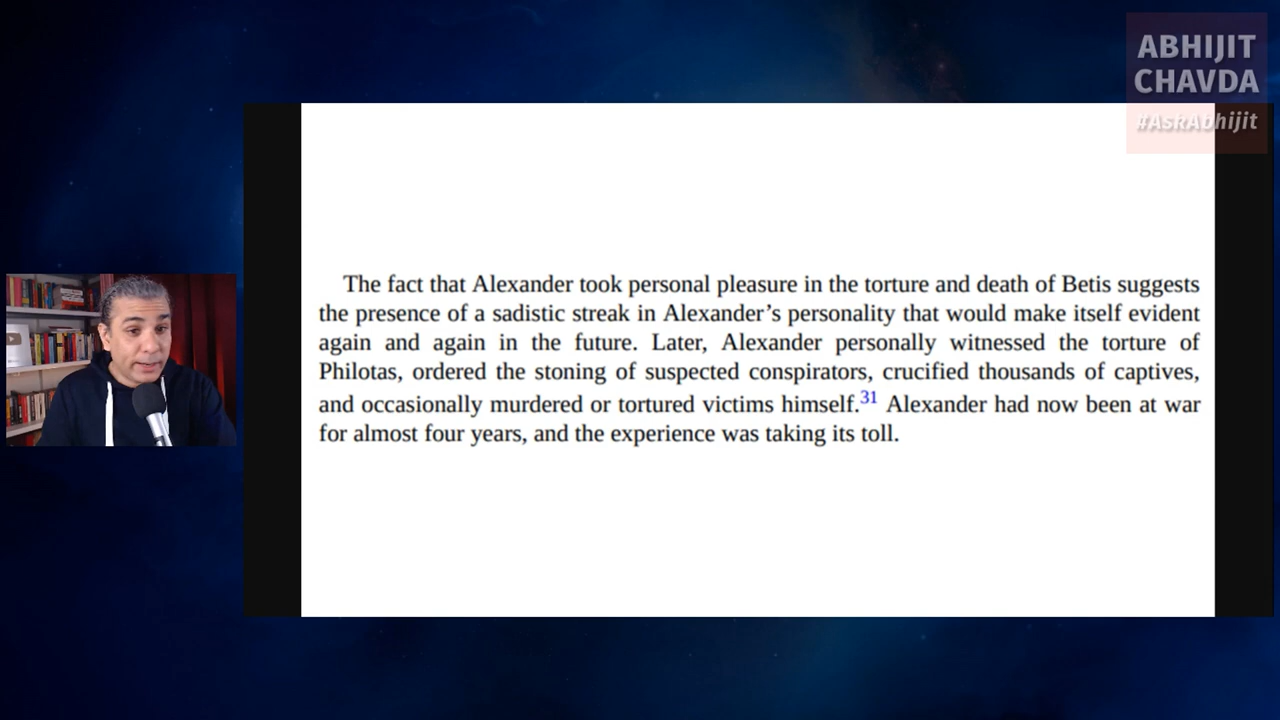 ABHIJIT
CHAVDA
#AskAbhijit
The fact that Alexander took personal pleasure in the torture and death of Betis suggests
the presence of a sadistic streak in Alexander’s personality that would make itself evident
again and again in the future. Later, Alexander personally witnessed the torture of
Philotas, ordered the stoning of suspected conspirators, crucified thousands of captives,
and occasionally murdered or tortured victims himself.31 Alexander had now been at war
for almost four years, and the experience was taking its toll.